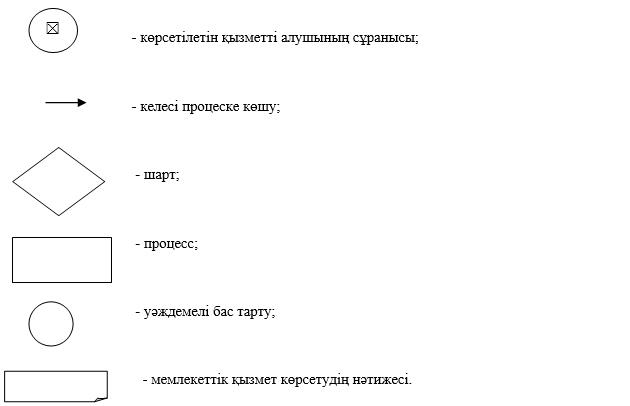 - көрсетілетін қызметті алушының сұранысы;
- келесі процеске көшу;
- шарт;
- процесс;
- уәждемелі бас тарту;
- мемлекеттік қызмет көрсетудің нәтижесі.